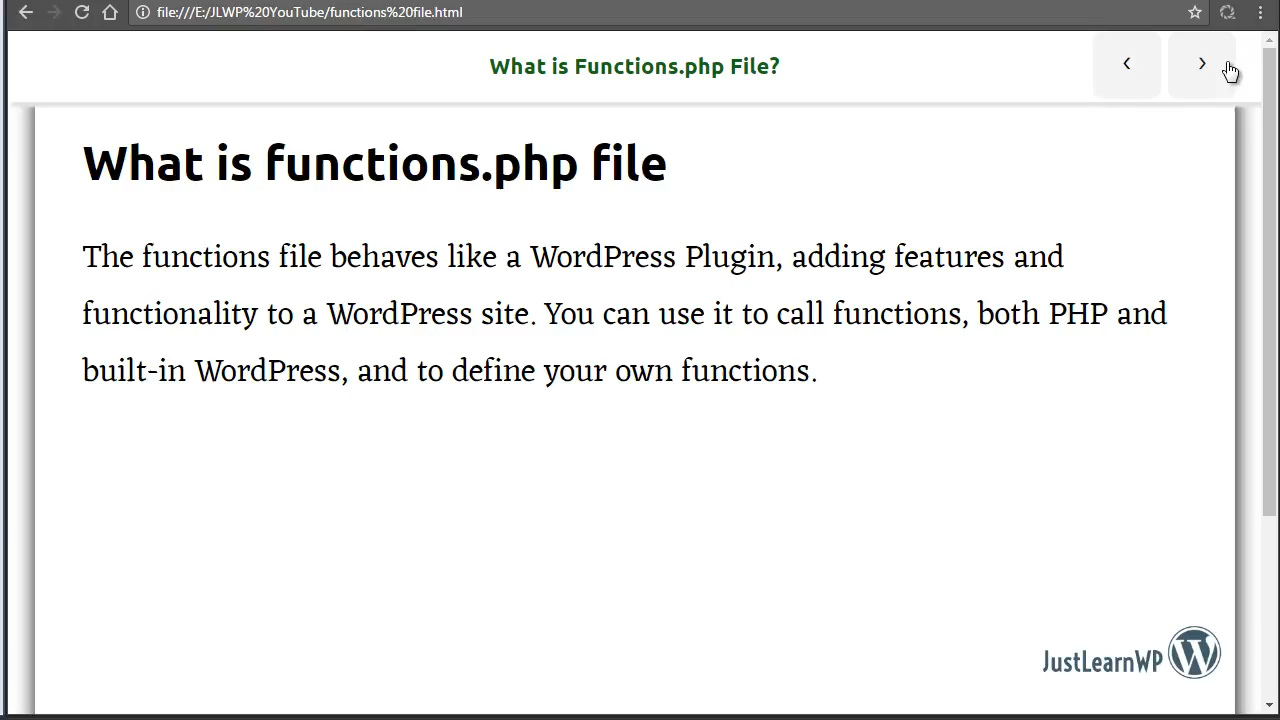 file:///E:/JLWP%20YouTube/functions%20file.html
What is Functions.php File?
What is functions.php file
The functions file behaves like a WordPress Plugin, adding features and
functionality to a WordPress site. You can use it to call functions, both PHP and
built-in WordPress, and to define your own functions.
JustLearnWP